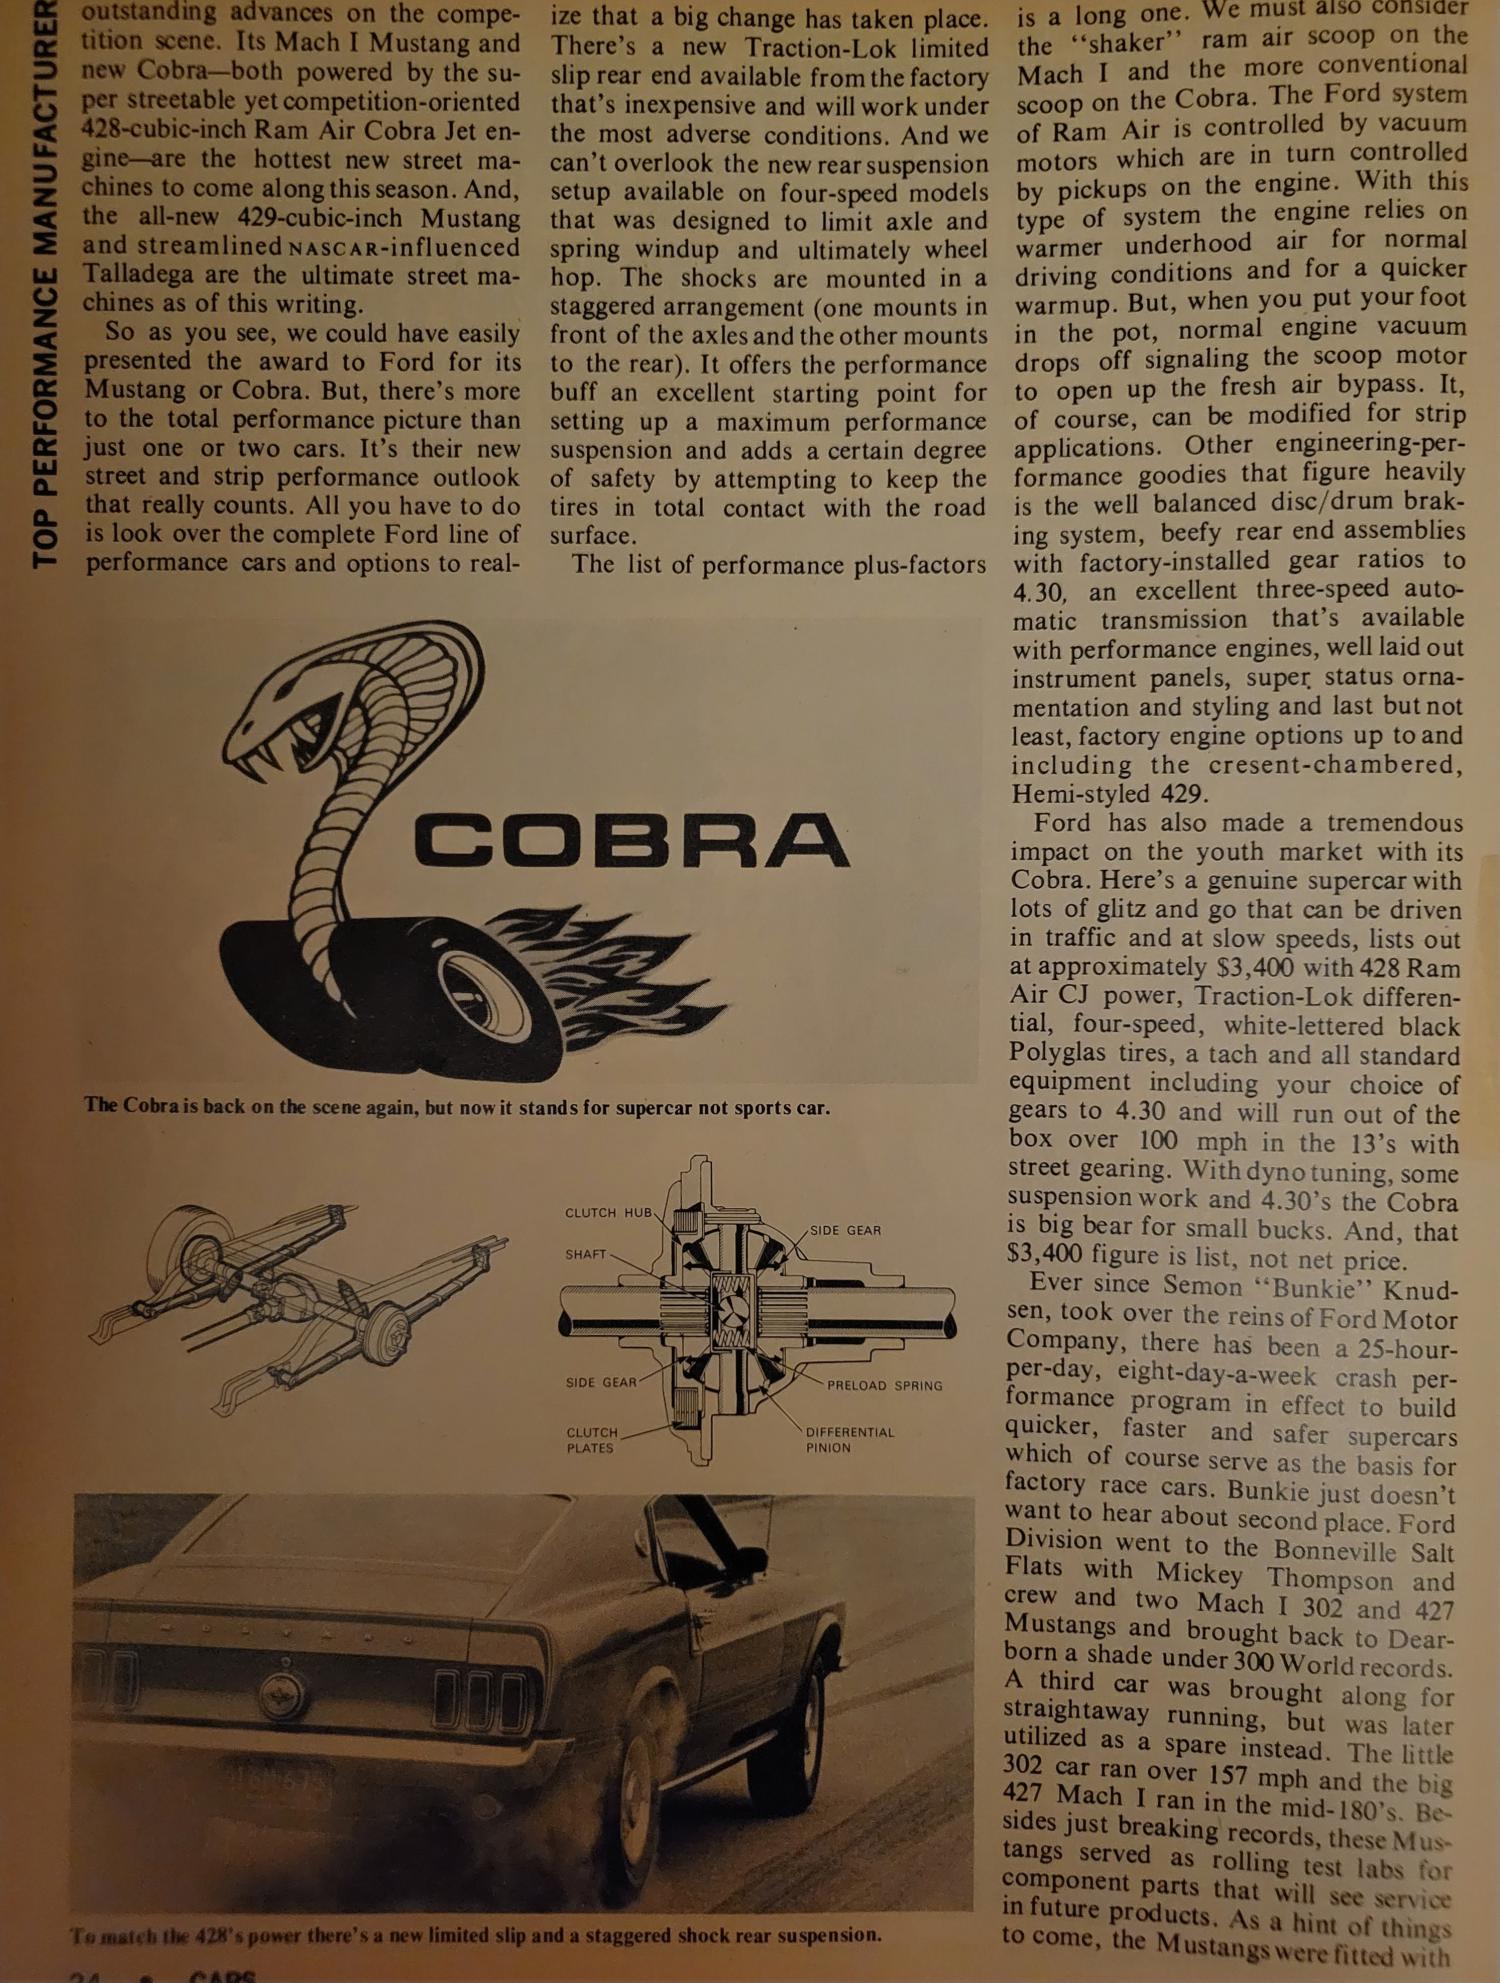 TOP PERFORMANCE MANUFACTURER
outstanding advances on the compe-
tition scene. Its Mach I Mustang and
new Cobra—both powered by the su-
per streetable yet competition-oriented
428-cubic-inch Ram Air Cobra Jet en-
gine—are the hottest new street ma-
chines to come along this season. And,
the all-new 429-cubic-inch Mustang
and streamlined NASCAR-influenced
Talladega are the ultimate street ma-
chines as of this writing.
So as you see, we could have easily
presented the award to Ford for its
Mustang or Cobra. But, there's more
to the total performance picture than
just one or two cars. It's their new
street and strip performance outlook
that really counts. All you have to do
is look over the complete Ford line of
performance cars and options to real-
ize that a big change has taken place.
There's a new Traction-Lok limited
slip rear end available from the factory
that's inexpensive and will work under
the most adverse conditions. And we
can't overlook the new rear suspension
setup available on four-speed models
that was designed to limit axle and
spring windup and ultimately wheel
hop. The shocks are mounted in a
staggered arrangement (one mounts in
front of the axles and the other mounts
to the rear). It offers the performance
buff an excellent starting point for
setting up a maximum performance
suspension and adds a certain degree
of safety by attempting to keep the
tires in total contact with the road
surface.
The list of performance plus-factors
is a long one. We must also consider
the "shaker" ram air scoop on the
Mach I and the more conventional
scoop on the Cobra. The Ford system
of Ram Air is controlled by vacuum
motors which are in turn controlled
by pickups on the engine. With this
type of system the engine relies on
warmer underhood air for normal
driving conditions and for a quicker
warmup. But, when you put your foot
in the pot, normal engine vacuum
drops off signaling the scoop motor
to open up the fresh air bypass. It,
of course, can be modified for strip
applications. Other engineering-per-
formance goodies that figure heavily
is the well balanced disc/drum brak-
ing system, beefy rear end assemblies
with factory-installed gear ratios to
4.30, an excellent three-speed auto-
matic transmission that's available
with performance engines, well laid out
instrument panels, super status orna-
mentation and styling and last but not
least, factory engine options up to and
including the cresent-chambered,
Hemi-styled 429.
Ford has also made a tremendous
impact on the youth market with its
Cobra. Here's a genuine supercar with
lots of glitz and go that can be driven
in traffic and at slow speeds, lists out
at approximately $3,400 with 428 Ram
Air CJ power, Traction-Lok differen-
tial, four-speed, white-lettered black
Polyglas tires, a tach and all standard
equipment including your choice of
gears to 4.30 and will run out of the
box over 100 mph in the 13's with
street gearing. With dyno tuning, some
suspension work and 4.30's the Cobra
is big bear for small bucks. And, that
$3,400 figure is list, not net price.
Ever since Semon "Bunkie" Knud-
sen, took over the reins of Ford Motor
Company, there has been a 25-hour-
per-day, eight-day-a-week crash per-
formance program in effect to build
quicker, faster and safer supercars
which of course serve as the basis for
factory race cars. Bunkie just doesn't
want to hear about second place. Ford
Division went to the Bonneville Salt
Flats with Mickey Thompson and
crew and two Mach I 302 and 427
Mustangs and brought back to Dear-
born a shade under 300 World records.
A third car was brought along for
straightaway running, but was later
utilized as a spare instead. The little
302 car ran over 157 mph and the big
427 Mach I ran in the mid-180's. Be-
sides just breaking records, these Mus-
tangs served as rolling test labs for
component parts that will see service
in future products. As a hint of things
to come, the Mustangs were fitted with
COBRA
The Cobra is back on the scene again, but now it stands for supercar not sports car.
CLUTCH HUB
SIDE GEAR
SHAFT
SIDE GEAR
PRELOAD SPRING
CLUTCH
PLATES
DIFFERENTIAL
PINION
MUSTANG
To match the 428's power there's a new limited slip and a staggered shock rear suspension.
24 • CARS